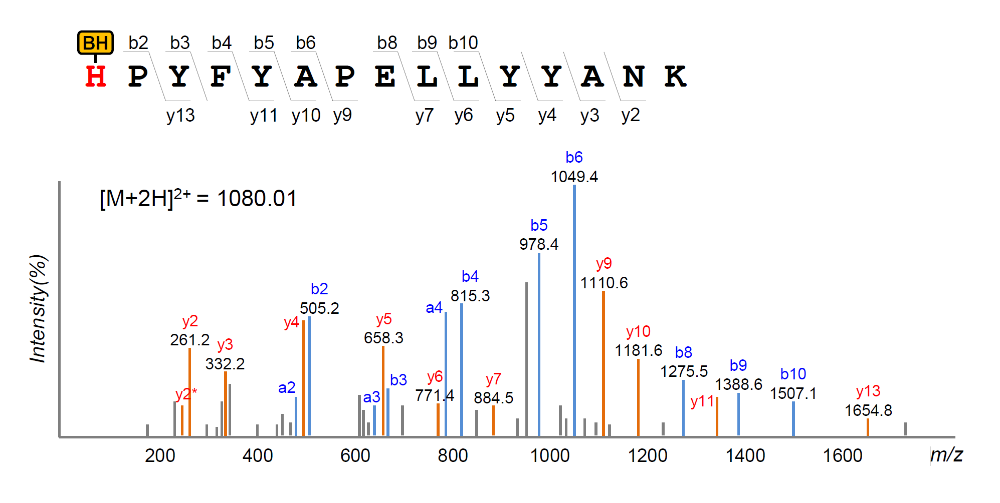 BH b2 b3 b4 b5 b6 b8 b9 b10
H P Y F Y A P E L L Y Y A N K
y13 y11 y10 y9 y7 y6 y5 y4 y3 y2
[M+2H]2+ = 1080.01
Intensity(%)
y2
261.2
y2*
y3
332.2
a2
y4
b2
505.2
a3
y5
658.3
b3
y6
771.4
a4
b4
815.3
y7
884.5
b5
978.4
b6
1049.4
y9
1110.6
y10
1181.6
b8
1275.5
y11
b9
1388.6
b10
1507.1
y13
1654.8
200 400 600 800 1000 1200 1400 1600 m/z